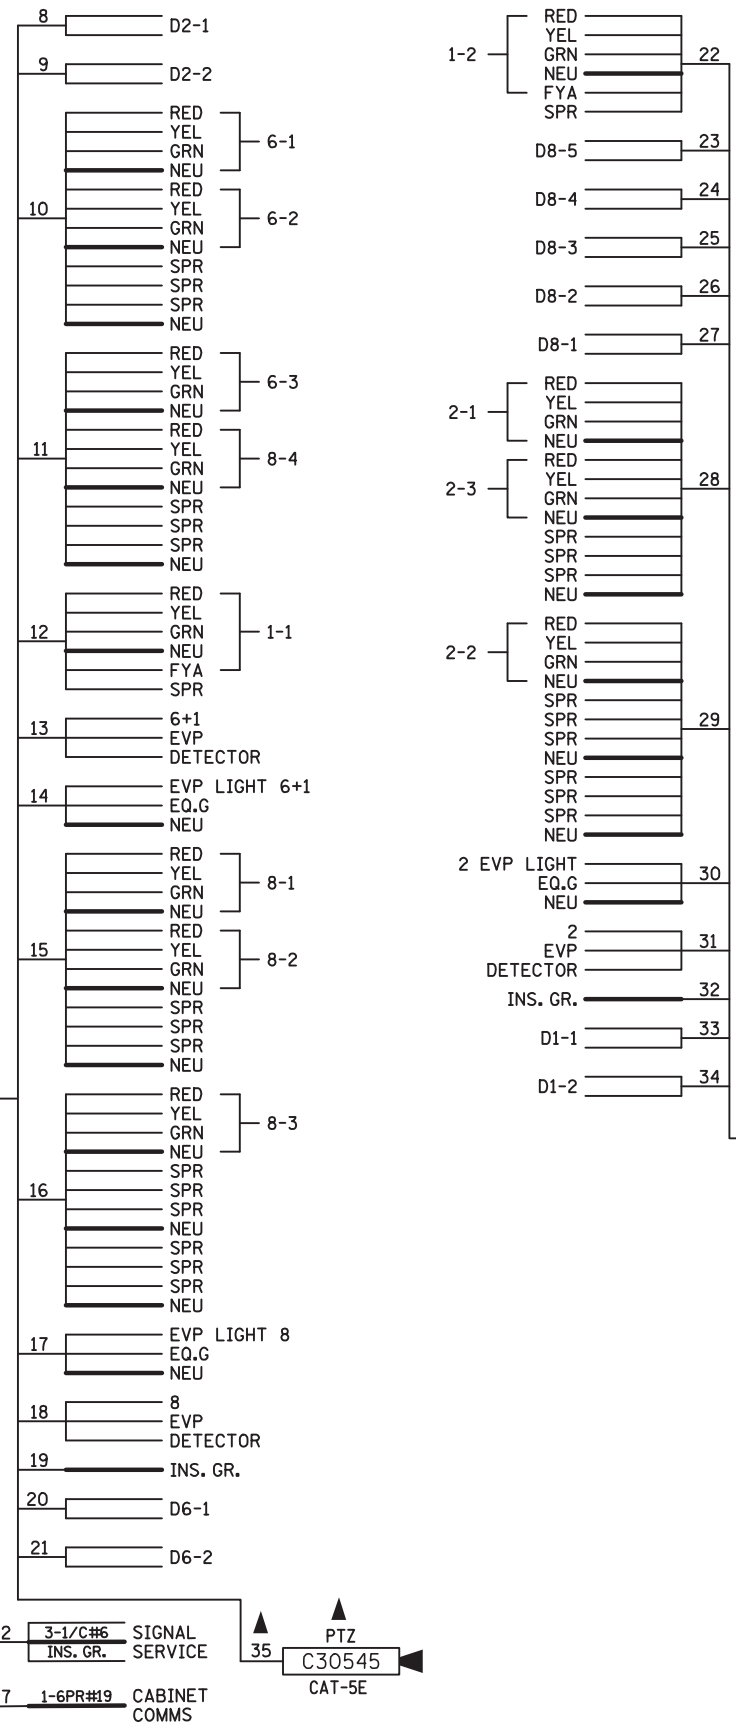 8
D2-1
9
D2-2
10
RED
YEL
GRN
NEU
6-1
RED
YEL
GRN
NEU
6-2
SPR
SPR
SPR
NEU
11
RED
YEL
GRN
NEU
6-3
RED
YEL
GRN
NEU
8-4
SPR
SPR
SPR
NEU
12
RED
YEL
GRN
NEU
FYA
1-1
SPR
13
6+1
EVP
DETECTOR
14
EVP LIGHT 6+1
EQ.G
NEU
15
RED
YEL
GRN
NEU
8-1
RED
YEL
GRN
NEU
8-2
SPR
SPR
SPR
NEU
16
RED
YEL
GRN
NEU
8-3
SPR
SPR
SPR
NEU
SPR
SPR
SPR
NEU
17
EVP LIGHT 8
EQ.G
NEU
18
8
EVP
DETECTOR
19
INS. GR.
20
D6-1
21
D6-2
1-2
RED
YEL
GRN
NEU
FYA
SPR
22
D8-5
23
D8-4
24
D8-3
25
D8-2
26
D8-1
27
2-1
RED
YEL
GRN
NEU
2-3
RED
YEL
GRN
NEU
SPR
SPR
SPR
NEU
28
2-2
RED
YEL
GRN
NEU
SPR
SPR
SPR
NEU
SPR
SPR
SPR
NEU
29
2 EVP LIGHT
EQ.G
NEU
30
2
EVP
DETECTOR
31
INS. GR.
32
D1-1
33
D1-2
34
2
3-1/C#6
INS. GR.
SIGNAL
SERVICE
35
PTZ
C30545
CAT-5E
7
1-6PR#19
CABINET
COMMS